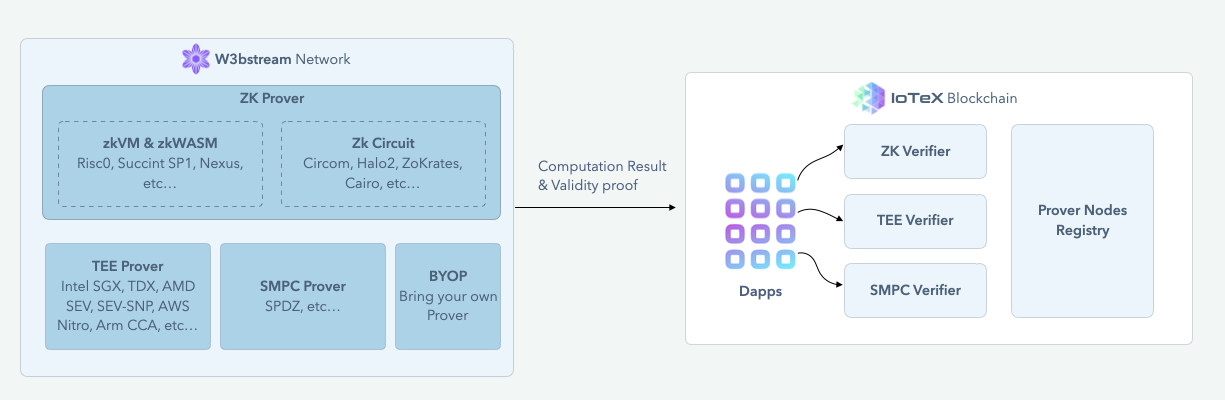 W3bstream Network
ZK Prover
zkVM & zkWASM
Risc0, Succint SP1, Nexus,
etc...
Zk Circuit
Circom, Halo2, ZoKrates,
Cairo, etc...
TEE Prover
Intel SGX, TDX, AMD
SEV, SEV-SNP, AWS
Nitro, Arm CCA, etc...
SMPC Prover
SPDZ, etc...
BYOP
Bring your own
Prover
Computation Result
& Validity proof
IoTeX Blockchain
Dapps
ZK Verifier
TEE Verifier
SMPC Verifier
Prover Nodes
Registry